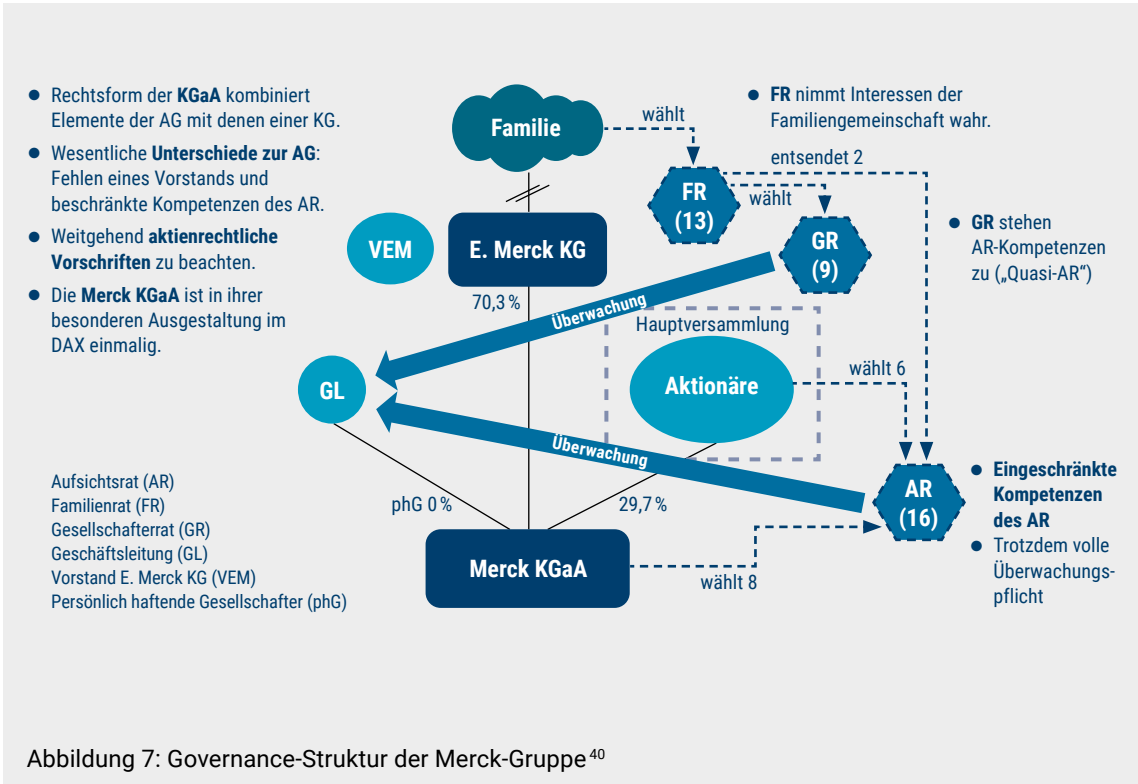 ● Rechtsform der KGaA kombiniert
Elemente der AG mit denen einer KG.
● Wesentliche Unterschiede zur AG:
Fehlen eines Vorstands und
beschränkte Kompetenzen des AR.
● Weitgehend aktienrechtliche
Vorschriften zu beachten.
● Die Merck KGaA ist in ihrer
besonderen Ausgestaltung im
DAX einmalig.
Familie
wählt
● FR nimmt Interessen der
Familiengemeinschaft wahr.
entsendet 2
FR
(13)
wählt
GR
(9)
● GR stehen
AR-Kompetenzen
zu („Quasi-AR“)
VEM
E. Merck KG
70,3 %
Überwachung
Hauptversammlung
Aktionäre
wählt 6
GL
Überwachung
AR
(16)
● Eingeschränkte
Kompetenzen
des AR
● Trotzdem volle
Überwachungs-
pflicht
phG 0 %
29,7 %
Merck KGaA
wählt 8
Aufsichtsrat (AR)
Familienrat (FR)
Gesellschafterrat (GR)
Geschäftsleitung (GL)
Vorstand E. Merck KG (VEM)
Persönlich haftende Gesellschafter (phG)
Abbildung 7: Governance-Struktur der Merck-Gruppe⁴⁰